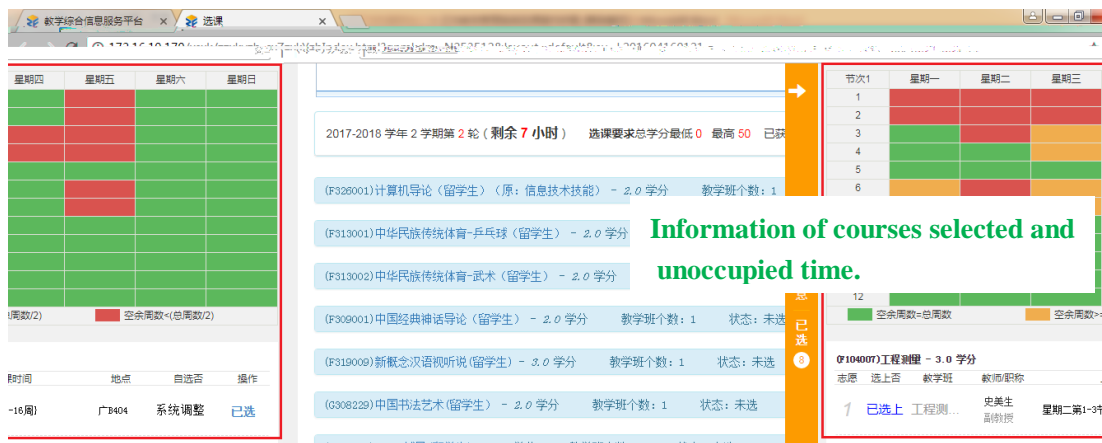 教学综合信息服务平台 ×
选课 ×
星期四 星期五 星期六 星期日
空余周数<(总周数/2)
时间 地点 自选否 操作
-16周} 广B404 系统调整 已选
2017-2018 学年 2 学期第 2 轮（剩余 7 小时） 选课要求总学分最低 0 最高 50 已获
(F326001)计算机导论（留学生）（原：信息技术技能） - 2.0 学分 教学班个数：1
(F313001)中华民族传统体育-乒乓球（留学生） - 2.0 学分
(F313002)中华民族传统体育-武术（留学生） - 2.0 学分
(F309001)中国经典神话导论（留学生） - 2.0 学分 教学班个数：1 状态：未选
(F319009)新概念汉语视听说(留学生) - 3.0 学分 教学班个数：1 状态：未选
(G308229)中国书法艺术(留学生） - 2.0 学分 教学班个数：1 状态：未选
Information of courses selected and
unoccupied time.
已选
8
节次1 星期一 星期二 星期三
1
2
3
4
5
6
12
空余周数=总周数 空余周数>=
(F104007)工程测量 - 3.0 学分
志愿 选上否 教学班 教师/职称
1 已选上 工程测... 史美生 星期二第1-3节
副教授